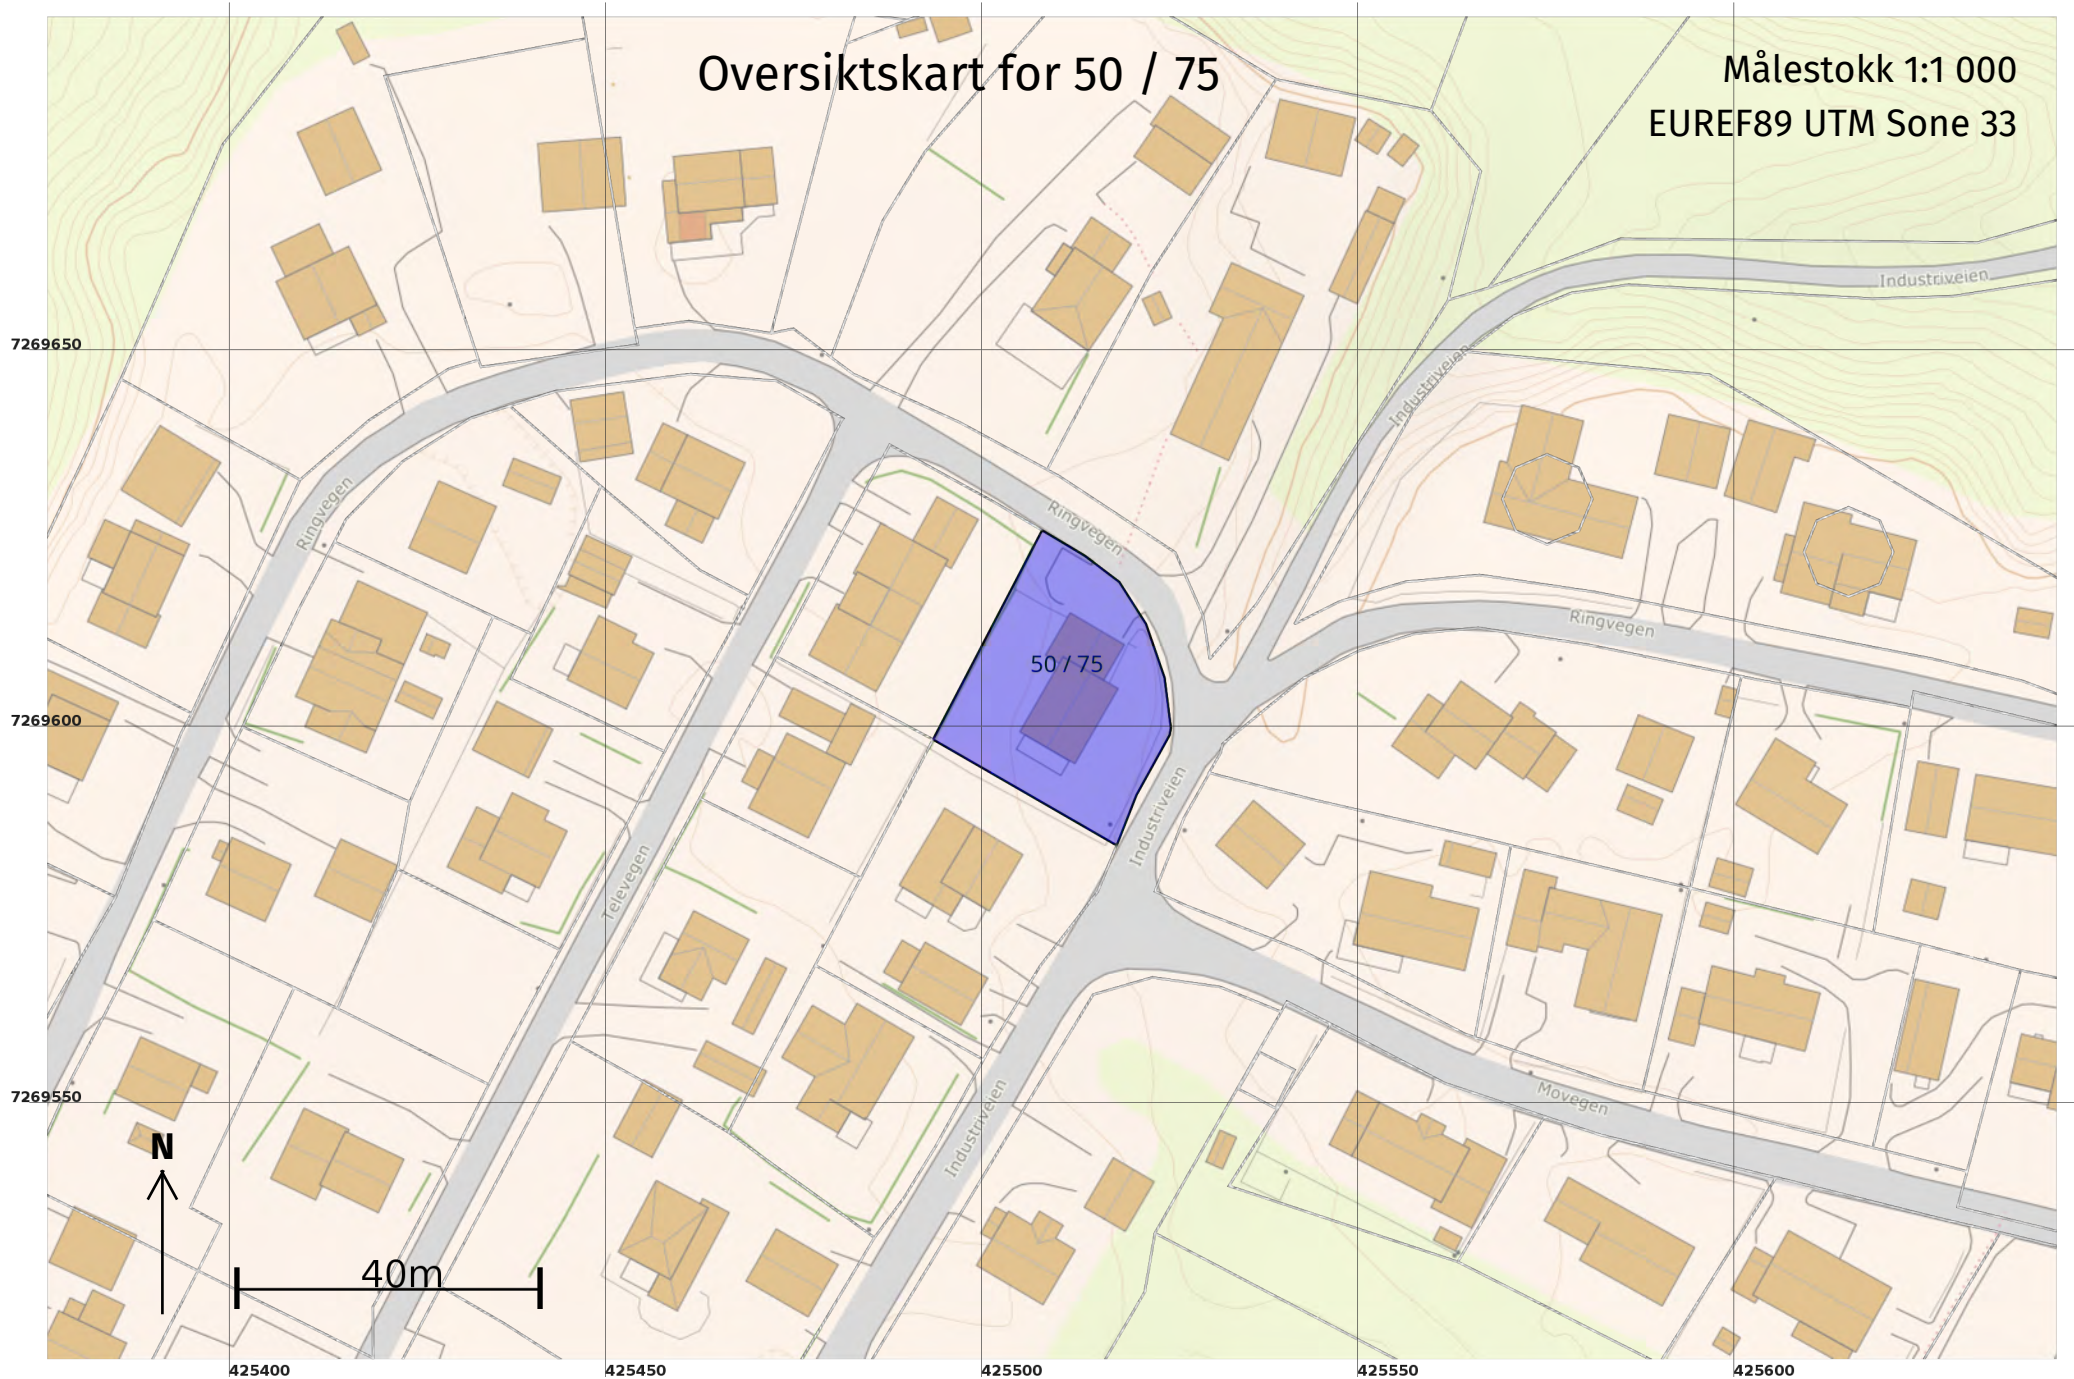 Oversiktskart for 50 / 75
Målestokk 1:1 000
EUREF89 UTM Sone 33
Industriveien
7269650
Industriveien
Ringvegen
Ringvegen
Ringvegen
50 / 75
7269600
Industriveien
Televegen
7269550
Industriveien
Movegen
N
40m
425400
425450
425500
425550
425600